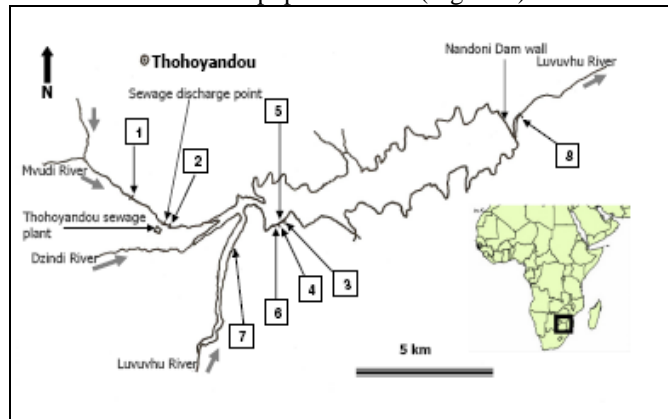 Thohoyandou
Nandoni Dam wall
Luvuvhu River
N
Sewage discharge point
5
1
2
8
Mvudi River
Thohoyandou sewage
plant
Dzindi River
3
4
6
7
5 km
Luvuvhu River